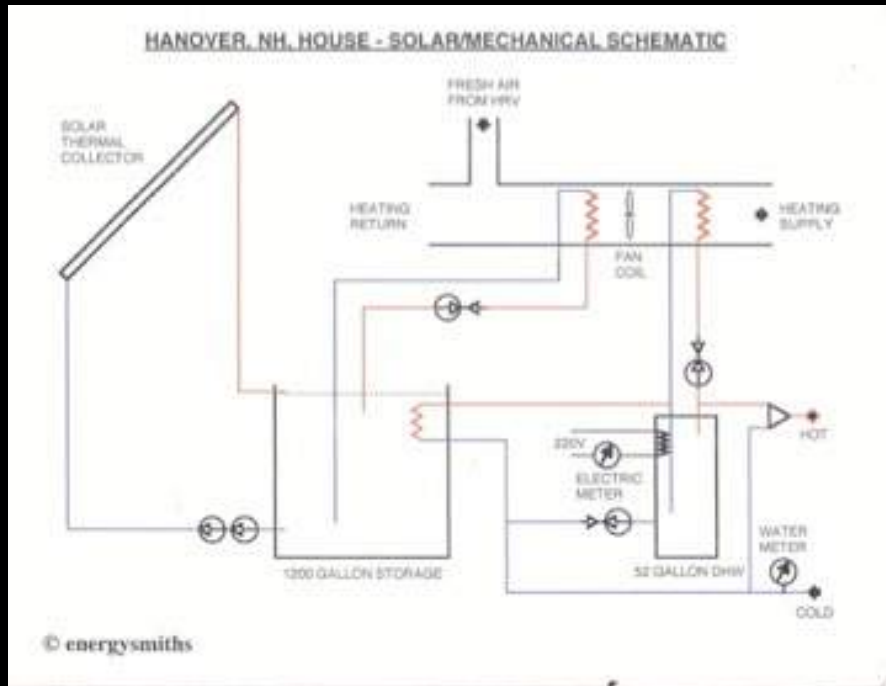 HANOVER, NH, HOUSE - SOLAR/MECHANICAL SCHEMATIC
FRESH AIR
FROM HRV
SOLAR
THERMAL
COLLECTOR
HEATING
RETURN
HEATING
SUPPLY
FAN
COIL
220V
HOT
ELECTRIC
METER
WATER
METER
1200 GALLON STORAGE
52 GALLON DHW
COLD
© energysmiths